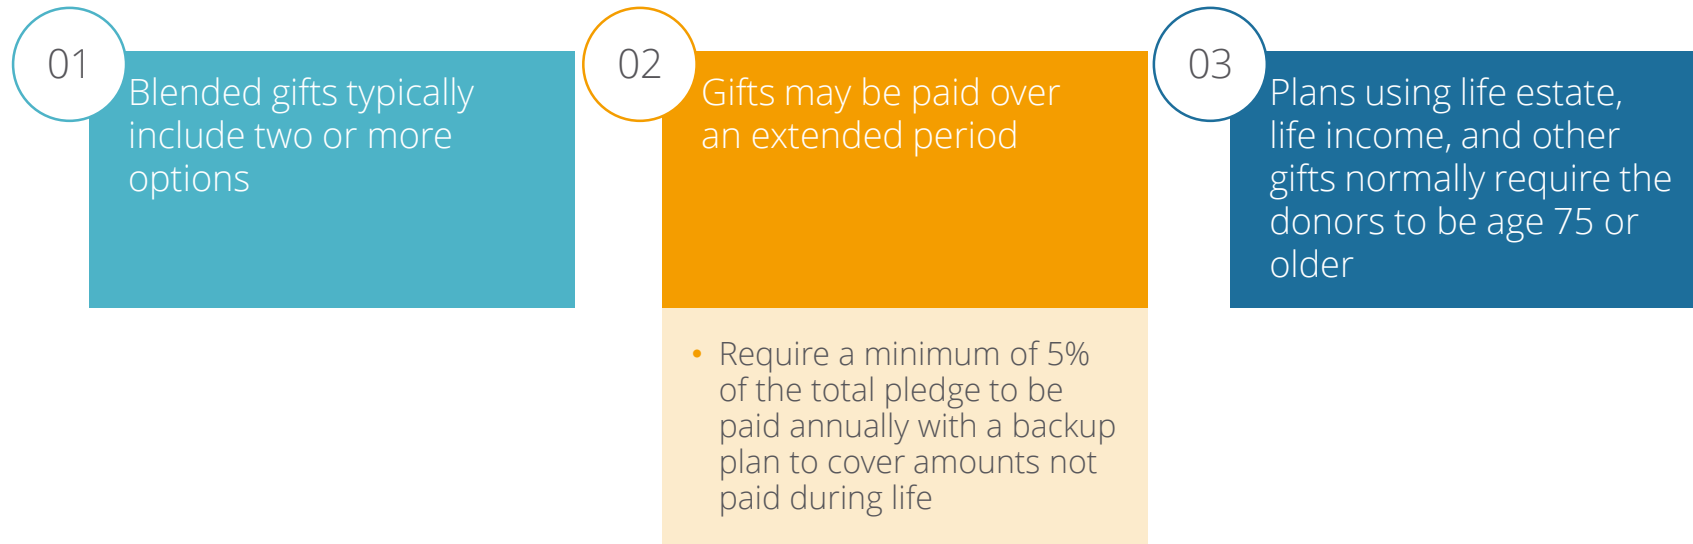 01
Blended gifts typically
include two or more
options
02
Gifts may be paid over
an extended period
• Require a minimum of 5%
of the total pledge to be
paid annually with a backup
plan to cover amounts not
paid during life
03
Plans using life estate,
life income, and other
gifts normally require the
donors to be age 75 or
older